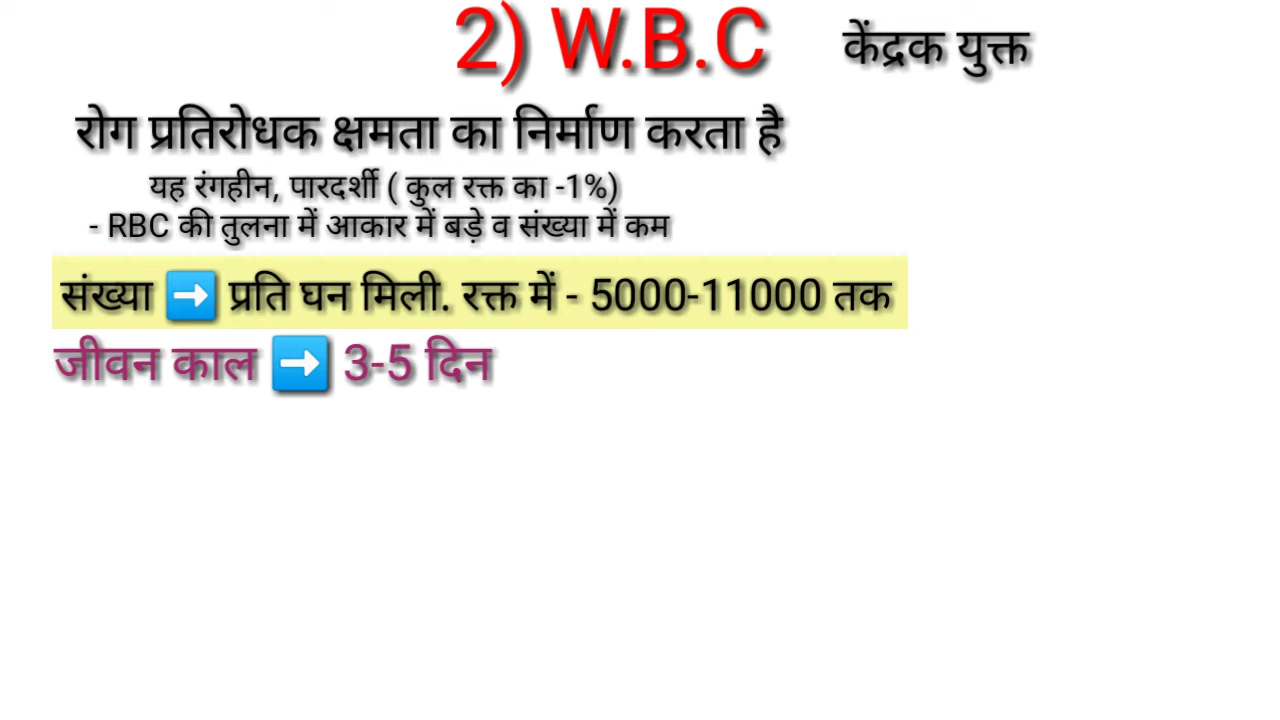 2) W.B.C केंद्रक युक्त
रोग प्रतिरोधक क्षमता का निर्माण करता है
यह रंगहीन, पारदर्शी ( कुल रक्त का -1%)
- RBC की तुलना में आकार में बड़े व संख्या में कम
संख्या ➡ प्रति घन मिली. रक्त में - 5000-11000 तक
जीवन काल ➡ 3-5 दिन